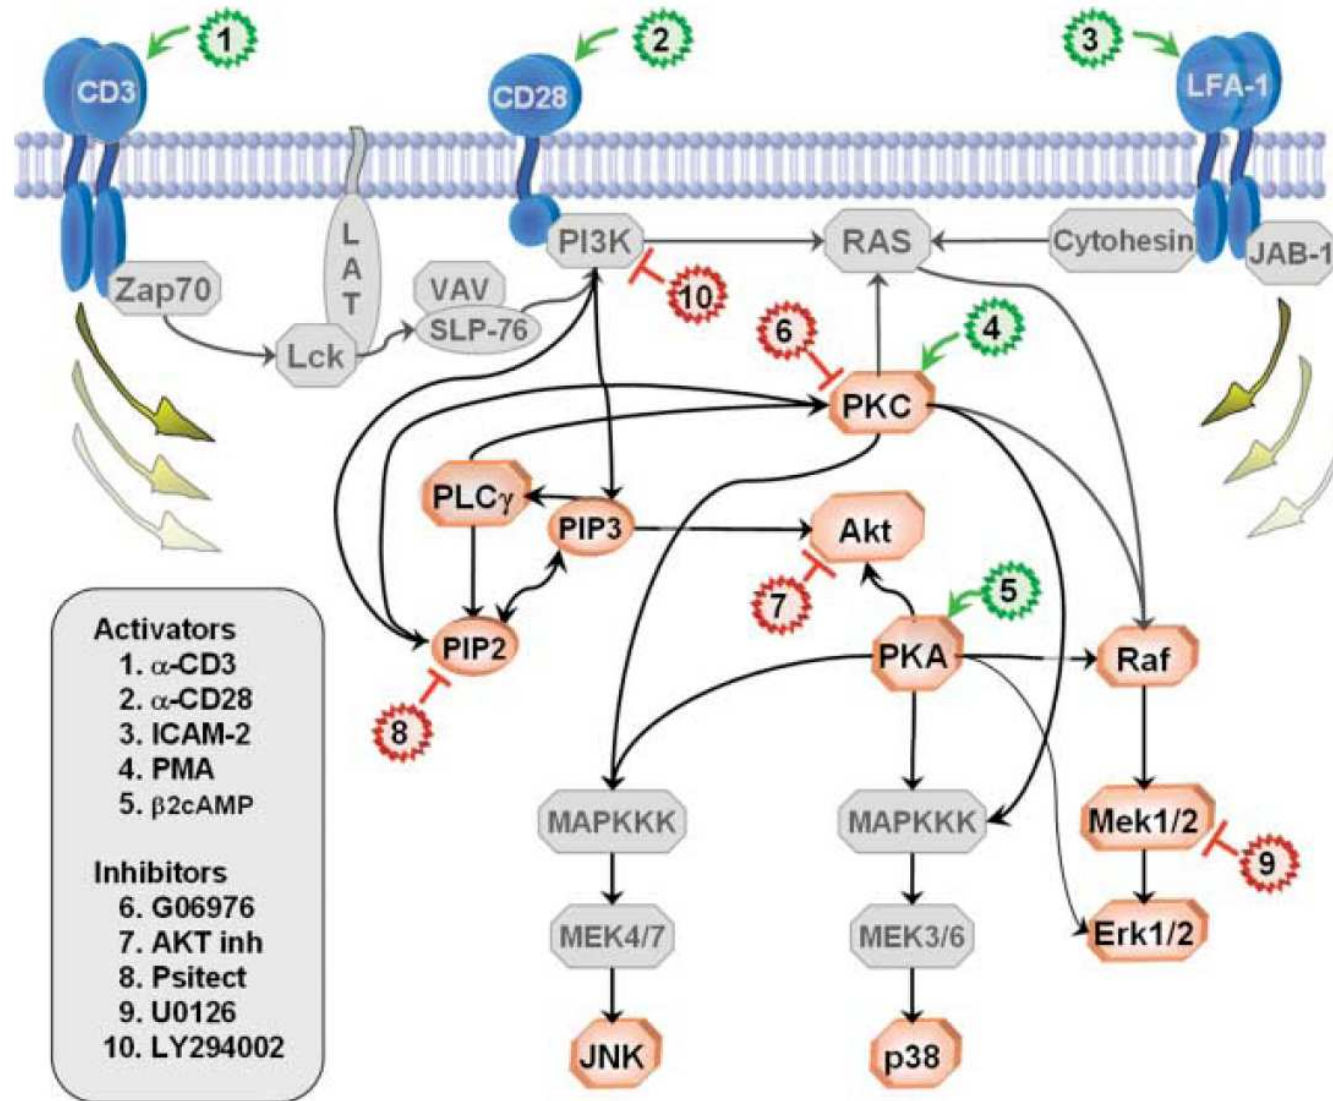 1
2
3
CD3
CD28
LFA-1
L
A
T
PI3K
RAS
Cytohesin
JAB-1
Zap70
VAV
SLP-76
Lck
10
6
4
PKC
PLCγ
PIP3
Akt
7
5
PIP2
PKA
Raf
8
MAPKKK
MAPKKK
Mek1/2
9
MEK4/7
MEK3/6
Erk1/2
JNK
p38
Activators
1. α-CD3
2. α-CD28
3. ICAM-2
4. PMA
5. β2cAMP
Inhibitors
6. G06976
7. AKT inh
8. Psitect
9. U0126
10. LY294002